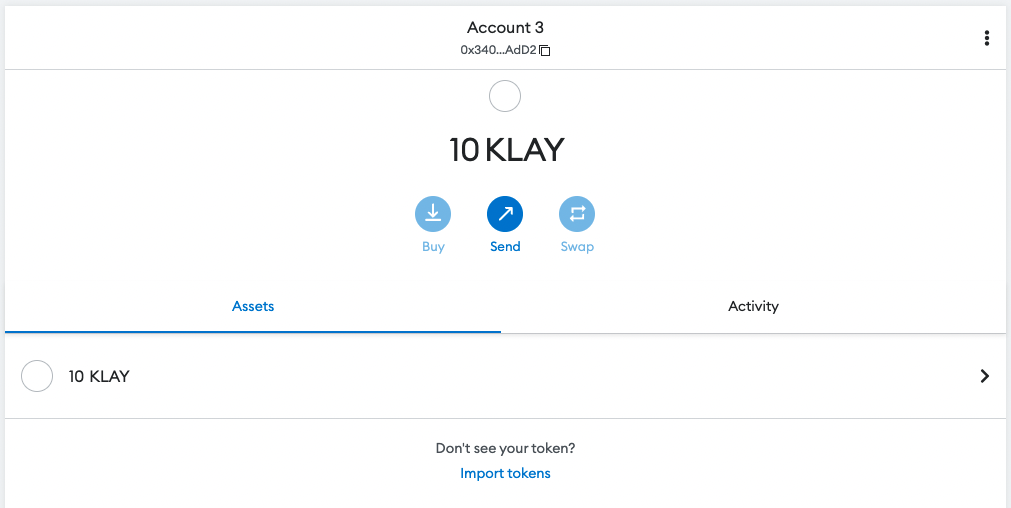 Account 3
0x340...AdD2
10 KLAY
Buy Send Swap
Assets Activity
10 KLAY
Don't see your token?
Import tokens